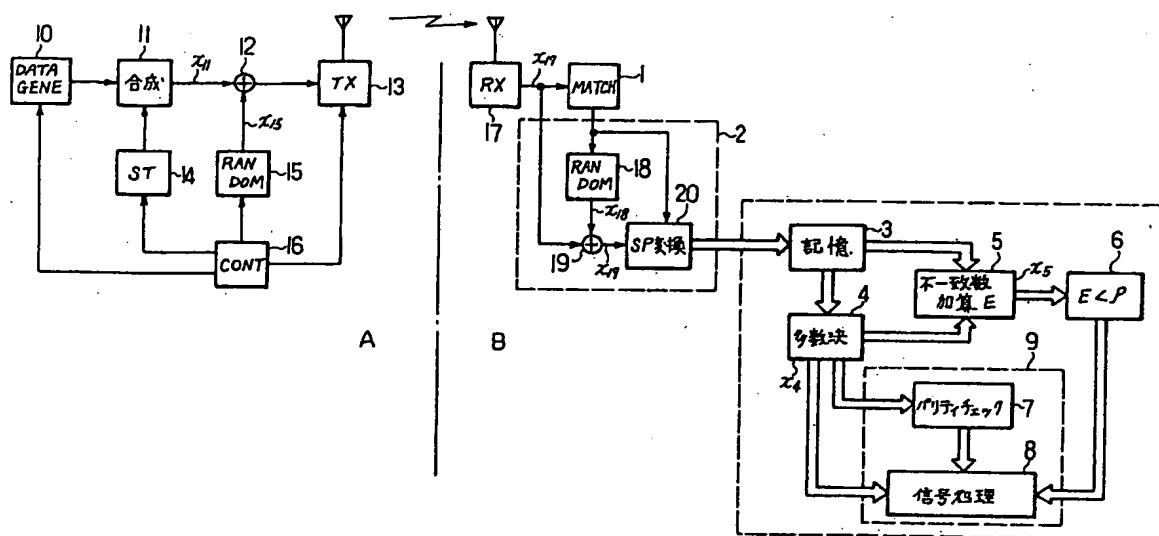 10
DATA
GENE
11
合成
x11
12
TX
13
ST
14
x15
RAN
DOM
15
CONT
16
A
B
RX
17
x17
MATCH
1
2
RAN
DOM
18
x18
19
x19
20
SP変換
記憶
3
多数決
4
x4
不一致数
加算E
5
x5
E<P
6
9
パリティチェック
7
信号処理
8